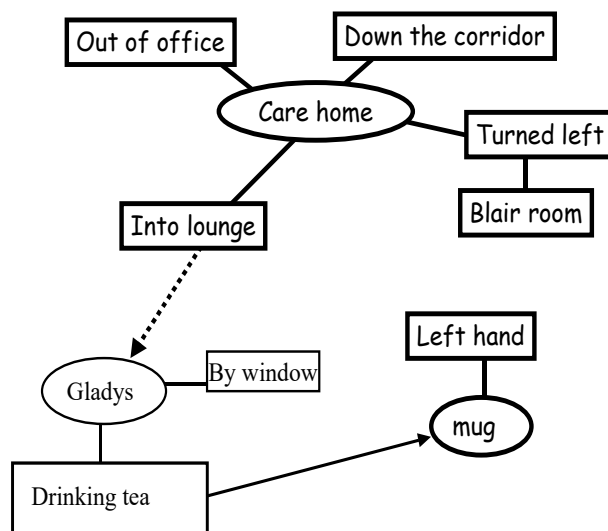 Out of office
Down the corridor
Care home
Turned left
Blair room
Into lounge
Left hand
By window
Gladys
mug
Drinking tea